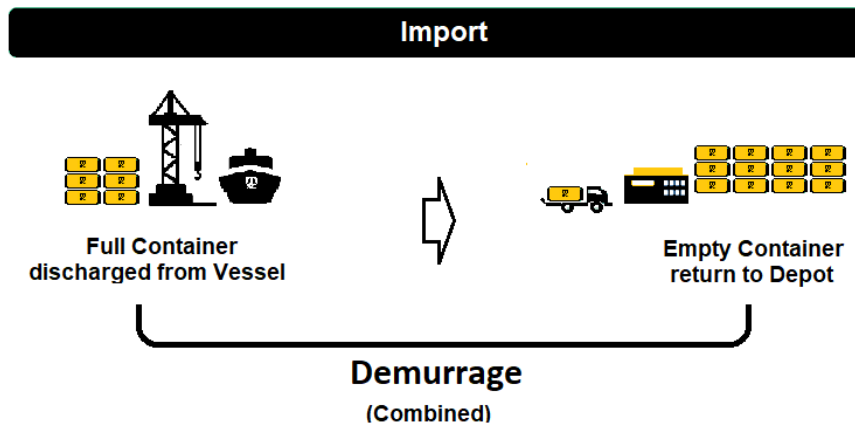 Import
Full Container
discharged from Vessel
Empty Container
return to Depot
Demurrage
(Combined)